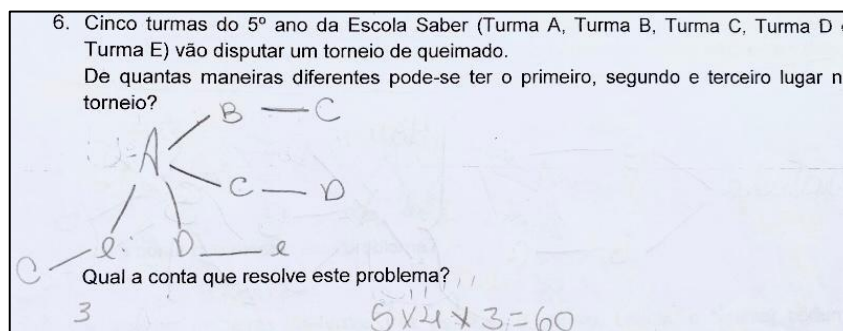 6. Cinco turmas do 5º ano da Escola Saber (Turma A, Turma B, Turma C, Turma D
Turma E) vão disputar um torneio de queimado.
De quantas maneiras diferentes pode-se ter o primeiro, segundo e terceiro lugar n
torneio?
B — C
A
C — D
C — e D — e
Qual a conta que resolve este problema?
3 5x4x3=60